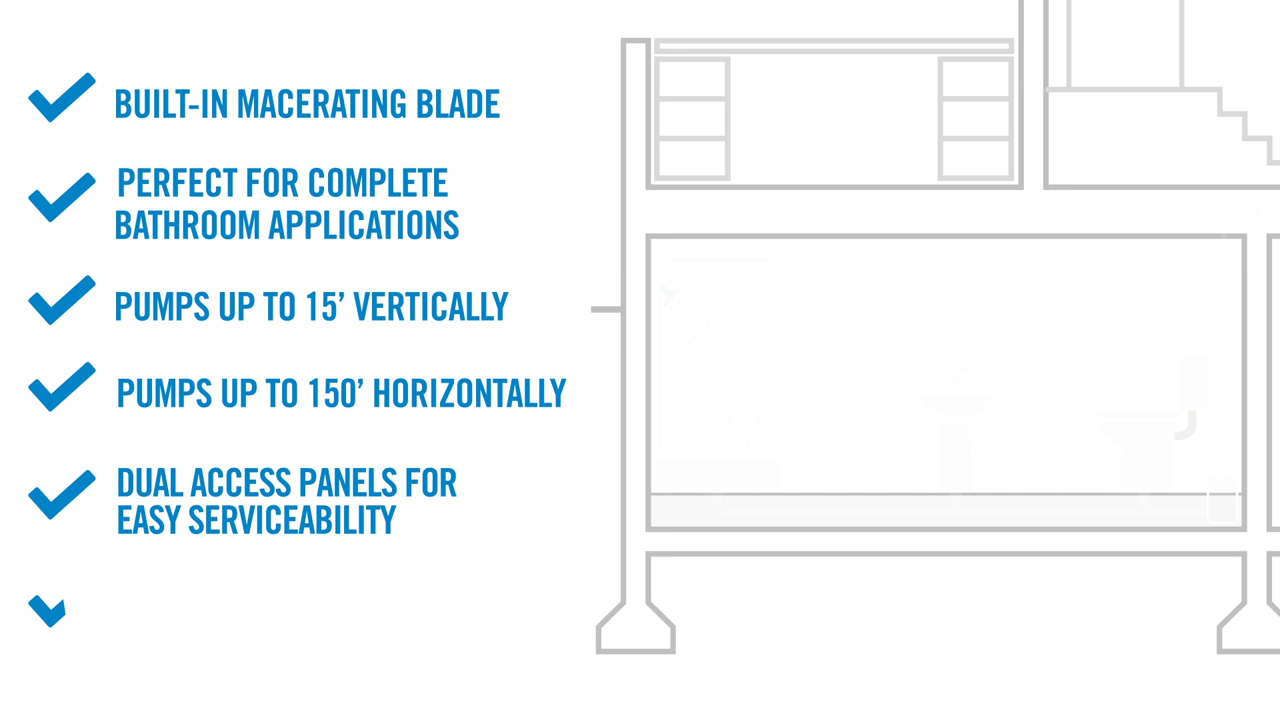 BUILT-IN MACERATING BLADE
PERFECT FOR COMPLETE
BATHROOM APPLICATIONS
PUMPS UP TO 15’ VERTICALLY
PUMPS UP TO 150’ HORIZONTALLY
DUAL ACCESS PANELS FOR
EASY SERVICEABILITY